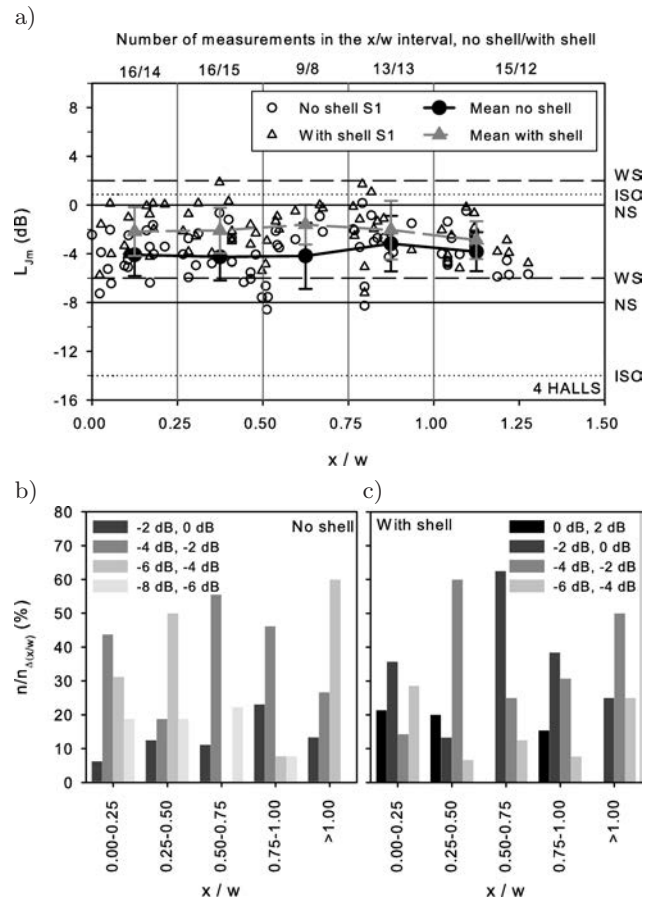 a)
Number of measurements in the x/w interval, no shell/with shell
16/14 16/15 9/8 13/13 15/12
8
4
0
-4
-8
-12
-16
L_Jm (dB)
No shell S1 Mean no shell
With shell S1 Mean with shell
WS
ISO
NS
WS
NS
ISO
4 HALLS
0.00 0.25 0.50 0.75 1.00 1.25 1.50
x / w
b)
80
70
60
50
40
30
20
10
0
n/n_Δ(x/w) (%)
-2 dB, 0 dB
-4 dB, -2 dB
-6 dB, -4 dB
-8 dB, -6 dB
No shell
0.00-0.25
0.25-0.50
0.50-0.75
0.75-1.00
>1.00
x / w
c)
With shell
0 dB, 2 dB
-2 dB, 0 dB
-4 dB, -2 dB
-6 dB, -4 dB
0.00-0.25
0.25-0.50
0.50-0.75
0.75-1.00
>1.00
x / w